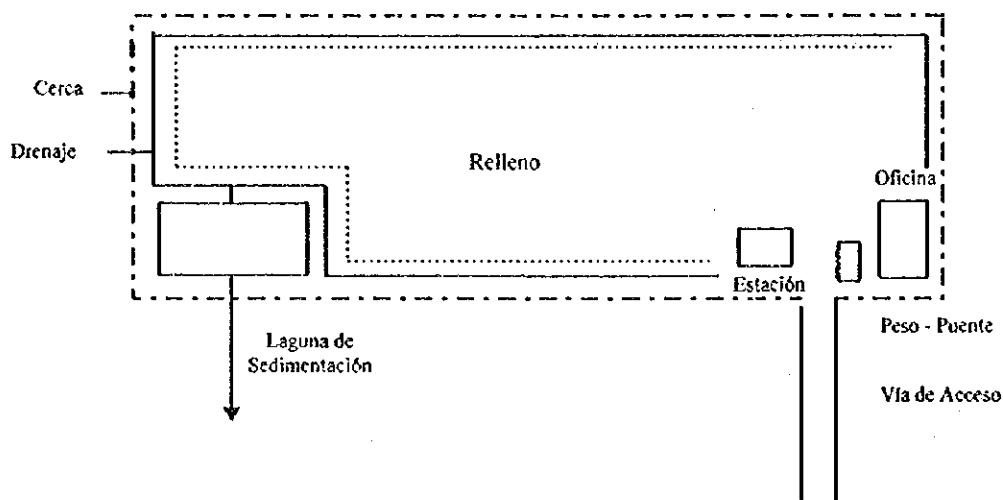 Cerca
Drenaje
Relleno
Oficina
Estación
Laguna de
Sedimentación
Peso - Puente
Vía de Acceso